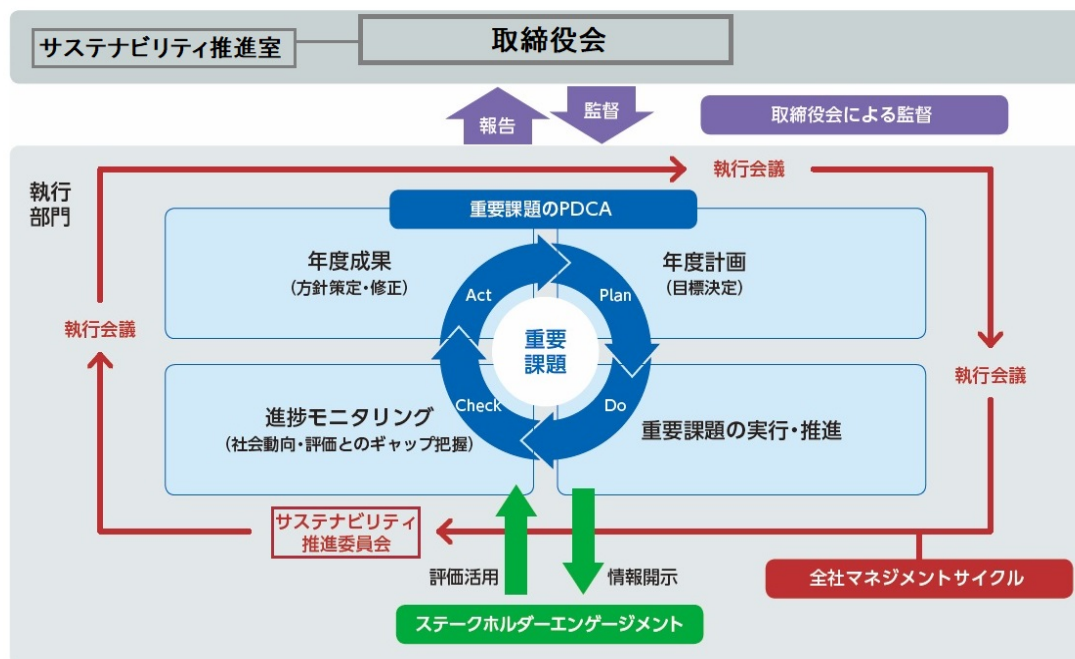 サステナビリティ推進室
取締役会
報告
監督
取締役会による監督
執行
部門
執行会議
重要課題のPDCA
年度成果
(方針策定・修正)
Act
年度計画
(目標決定)
Plan
執行会議
重要
課題
執行会議
進捗モニタリング
(社会動向・評価とのギャップ把握)
Check
Do
重要課題の実行・推進
サステナビリティ
推進委員会
評価活用
情報開示
全社マネジメントサイクル
ステークホルダーエンゲージメント